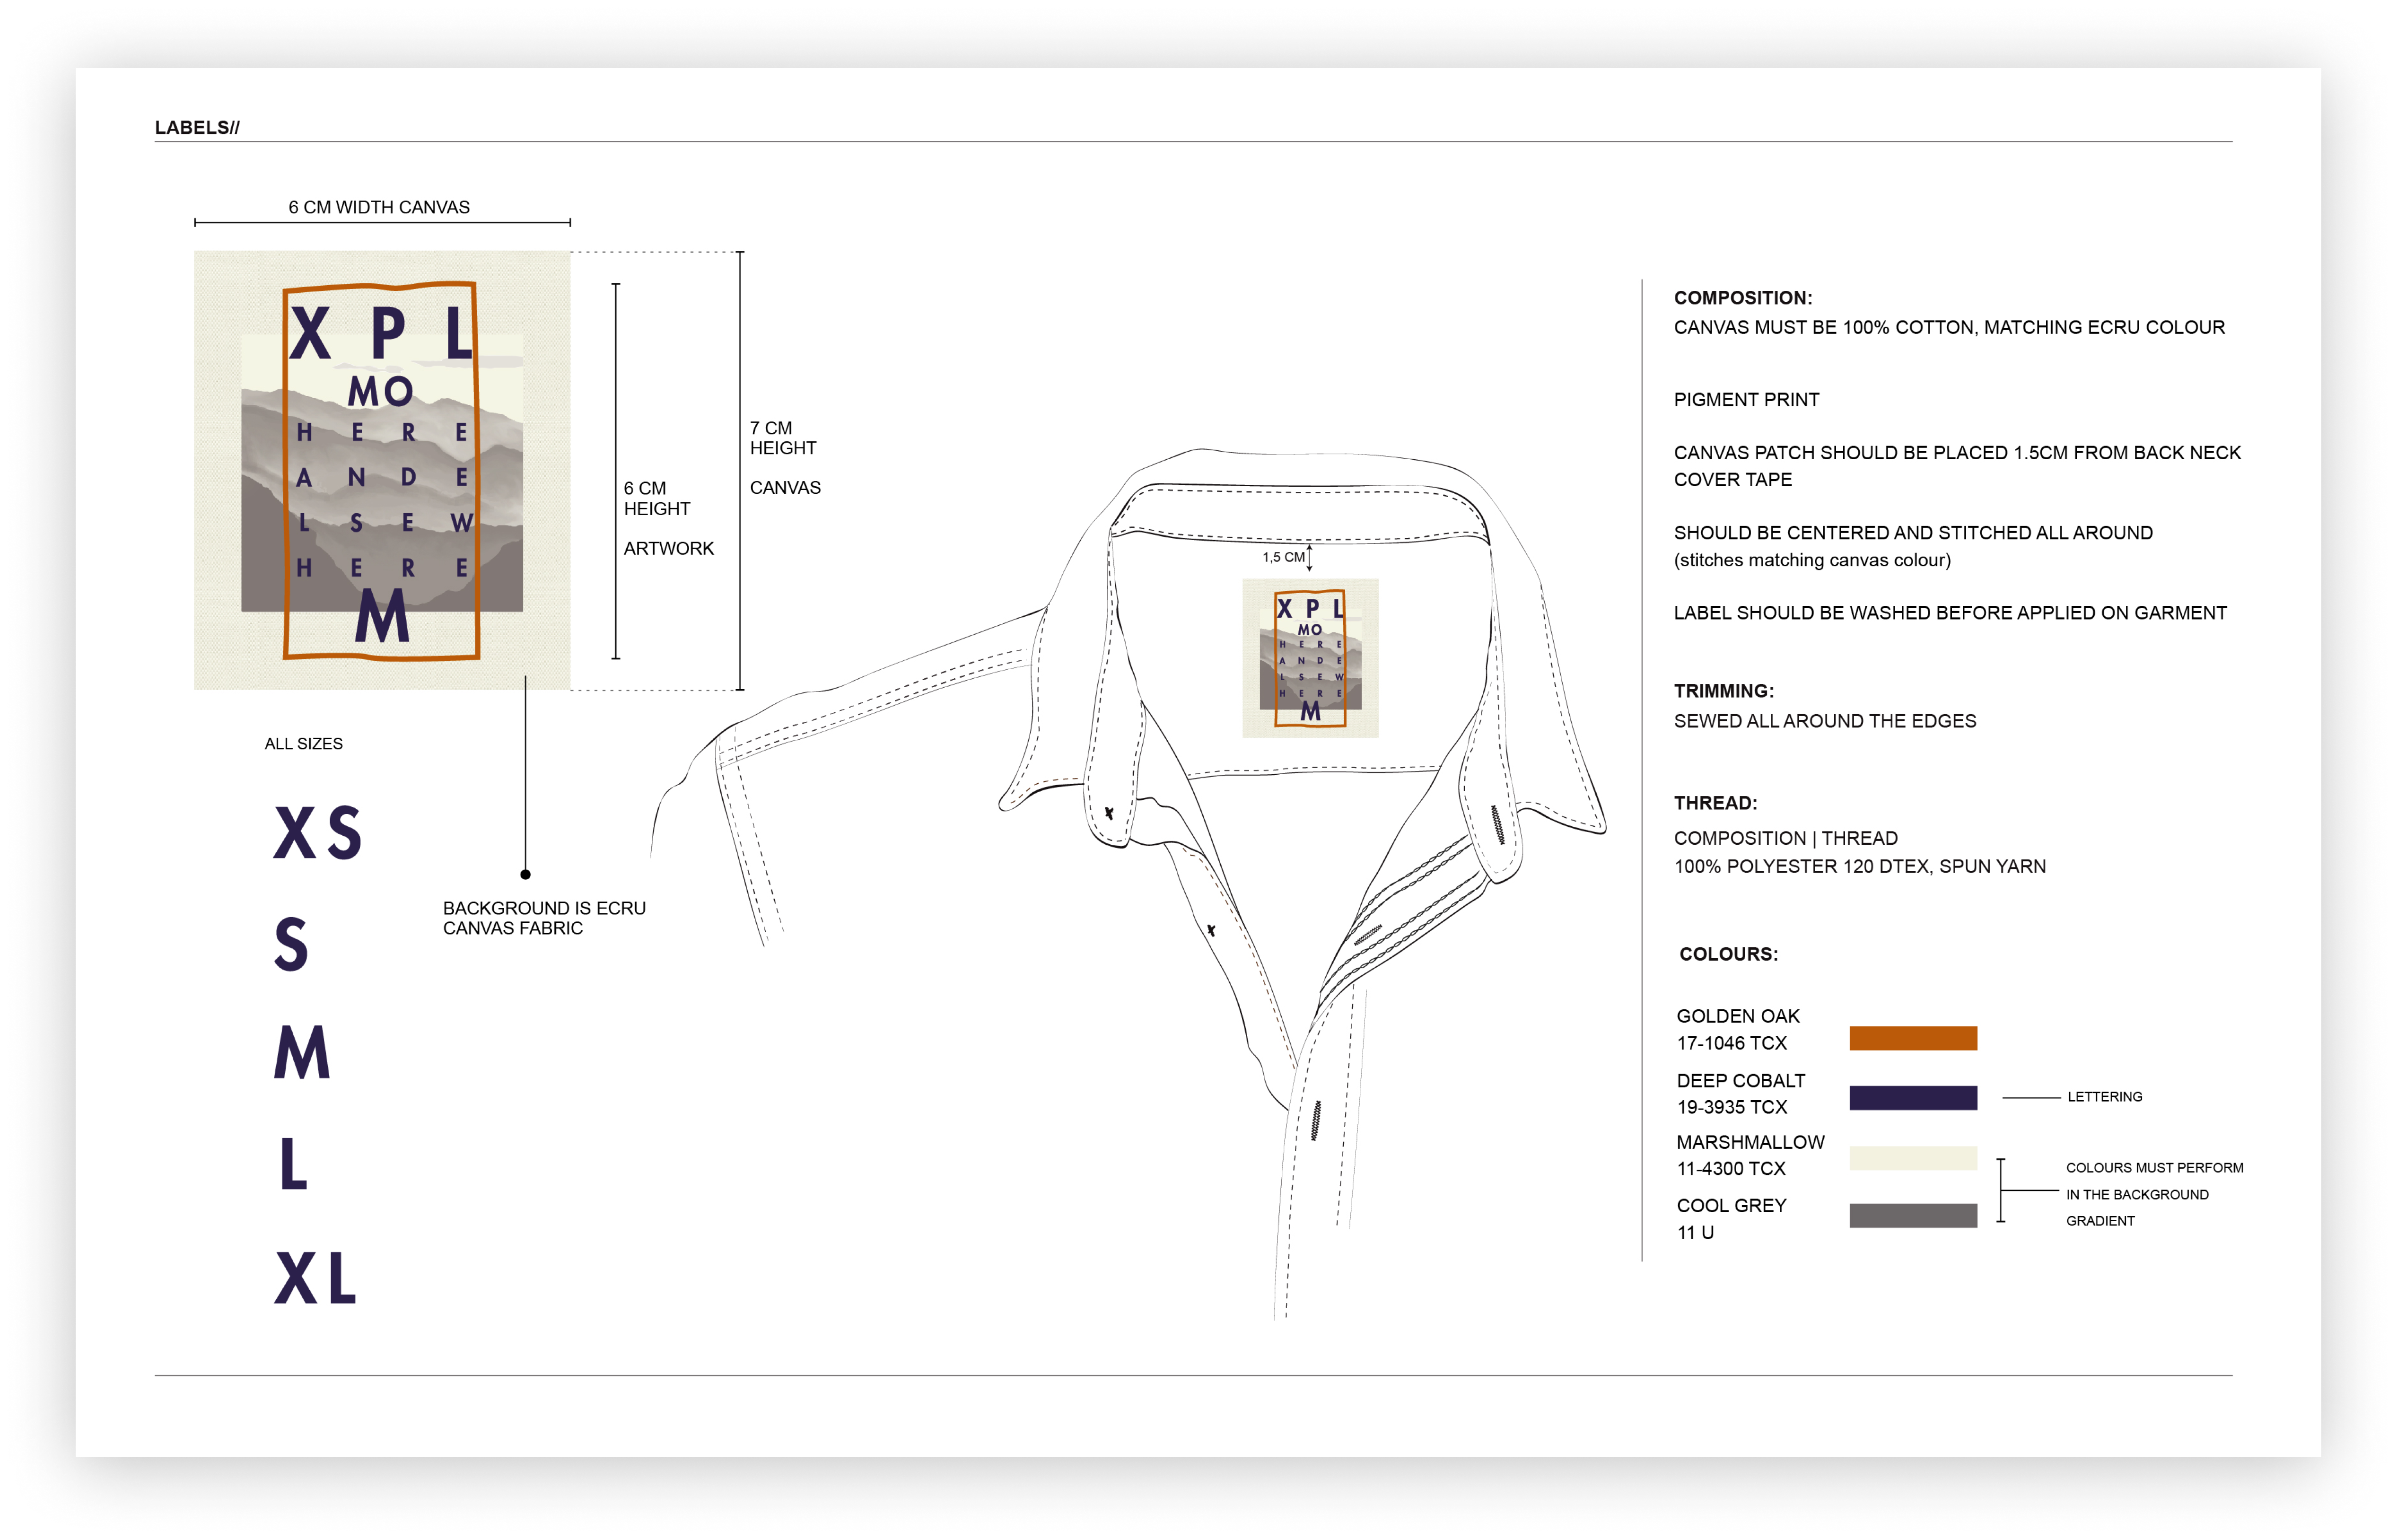 LABELS//
6 CM WIDTH CANVAS
X P L
MO
H E R E
A N D E
L S E W
H E R E
M
6 CM
HEIGHT
ARTWORK
7 CM
HEIGHT
CANVAS
ALL SIZES
XS
S
M
L
XL
BACKGROUND IS ECRU
CANVAS FABRIC
1,5 CM
X P L
MO
H E R E
A N D E
L S E W
H E R E
M
COMPOSITION:
CANVAS MUST BE 100% COTTON, MATCHING ECRU COLOUR
PIGMENT PRINT
CANVAS PATCH SHOULD BE PLACED 1.5CM FROM BACK NECK
COVER TAPE
SHOULD BE CENTERED AND STITCHED ALL AROUND
(stitches matching canvas colour)
LABEL SHOULD BE WASHED BEFORE APPLIED ON GARMENT
TRIMMING:
SEWED ALL AROUND THE EDGES
THREAD:
COMPOSITION | THREAD
100% POLYESTER 120 DTEX, SPUN YARN
COLOURS:
GOLDEN OAK
17-1046 TCX
DEEP COBALT
19-3935 TCX
LETTERING
MARSHMALLOW
11-4300 TCX
COOL GREY
11 U
COLOURS MUST PERFORM
IN THE BACKGROUND
GRADIENT